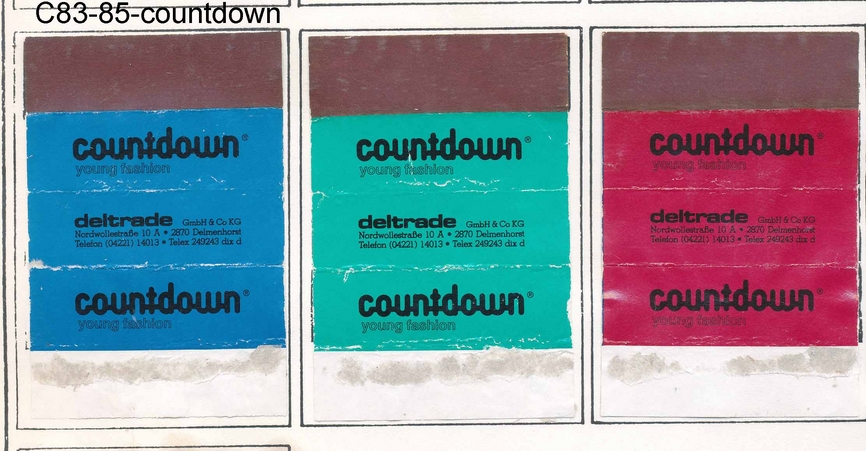 C83-85-countdown
countdown®
young fashion
deltrade GmbH & Co KG
Nordwollestraße 10 A • 2870 Delmenhorst
Telefon (04221) 14013 • Telex 249243 dix d
countdown®
young fashion
countdown®
young fashion
deltrade GmbH & Co KG
Nordwollestraße 10 A • 2870 Delmenhorst
Telefon (04221) 14013 • Telex 249243 dix d
countdown®
young fashion
countdown®
young fashion
deltrade GmbH & Co KG
Nordwollestraße 10 A • 2870 Delmenhorst
Telefon (04221) 14013 • Telex 249243 dix d
countdown®
young fashion